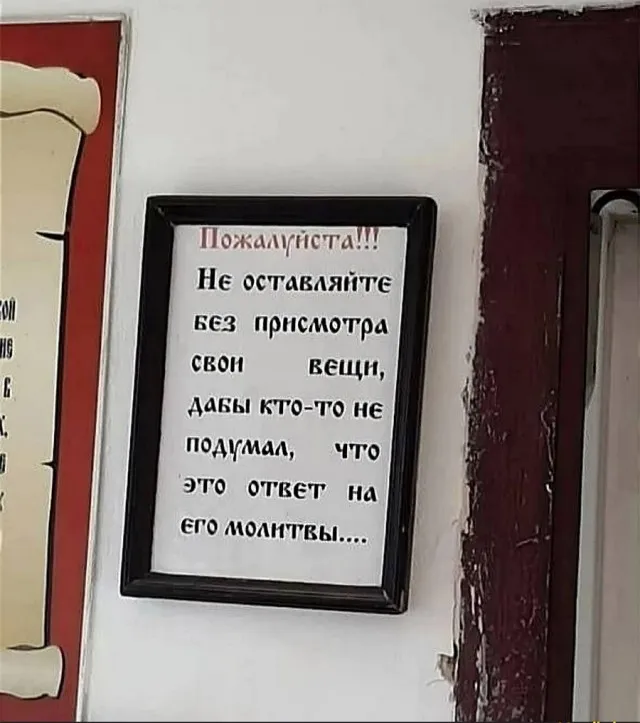 Пожалуйста!!!
Не оставляйте
без присмотра
свои вещи,
дабы кто-то не
подумал, что
это ответ на
его молитвы....